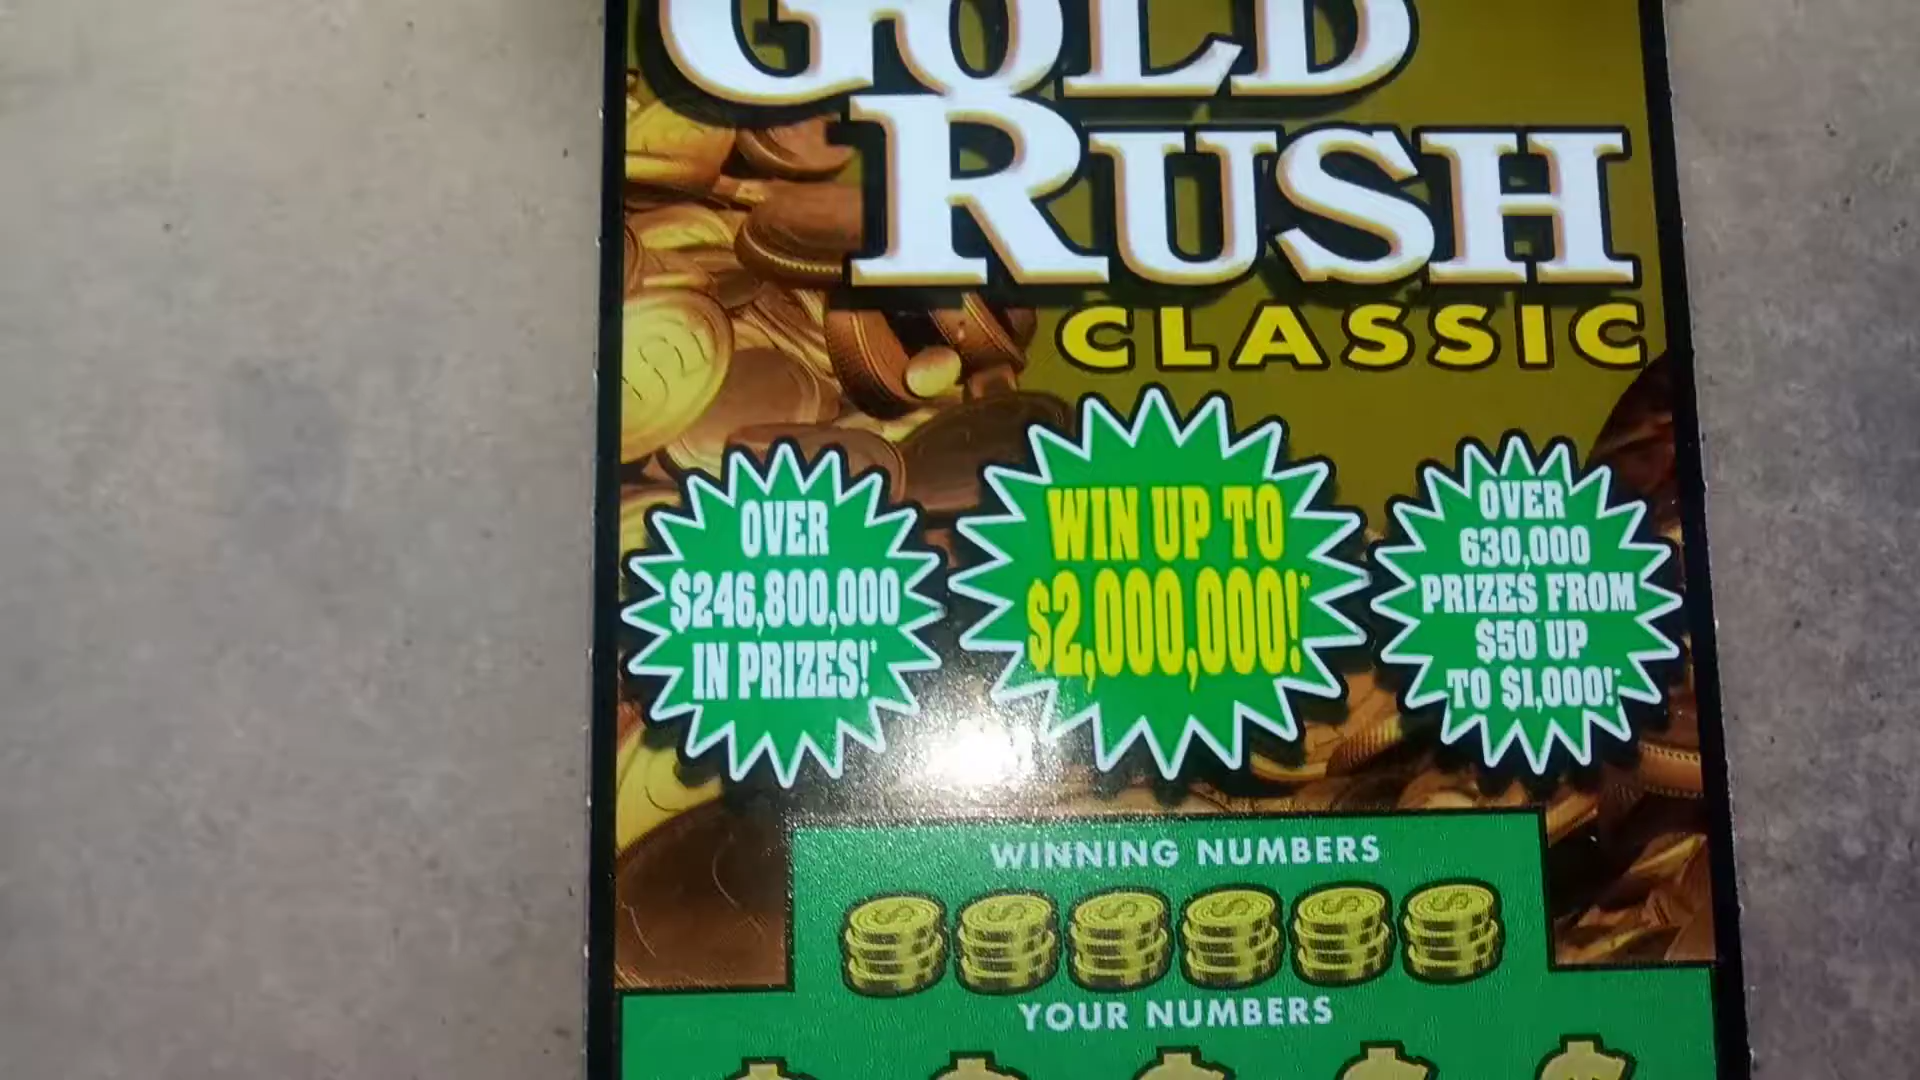 GOLD
RUSH
CLASSIC
OVER
$246,800,000
IN PRIZES!*
WIN UP TO
$2,000,000!*
OVER
630,000
PRIZES FROM
$50 UP
TO $1,000!*
WINNING NUMBERS
YOUR NUMBERS